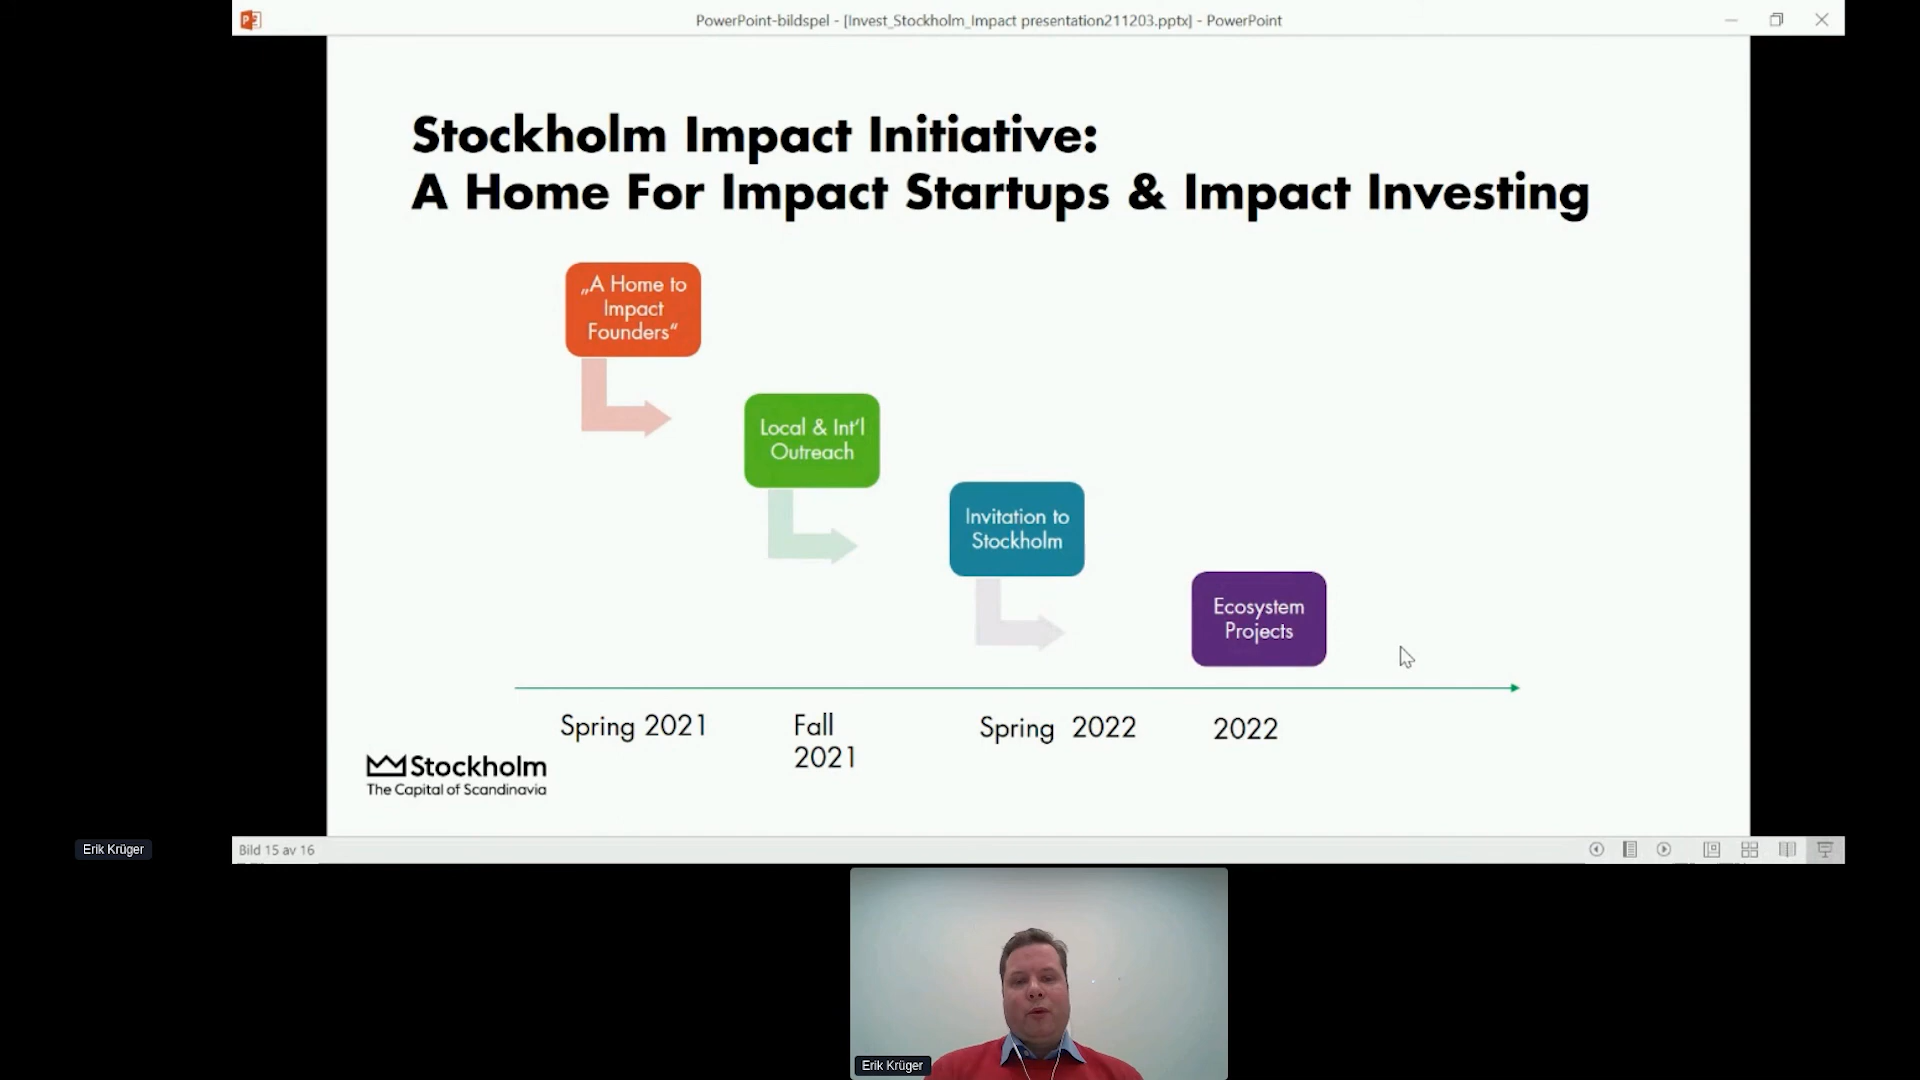 PowerPoint-bildspel - [Invest_Stockholm_Impact presentation211203.pptx] - PowerPoint
Stockholm Impact Initiative:
A Home For Impact Startups & Impact Investing
„A Home to
Impact
Founders“
Local & Int‘l
Outreach
Invitation to
Stockholm
Ecosystem
Projects
Spring 2021
Fall
2021
Spring 2022
2022
Stockholm
The Capital of Scandinavia
Erik Krüger
Bild 15 av 16
Erik Krüger